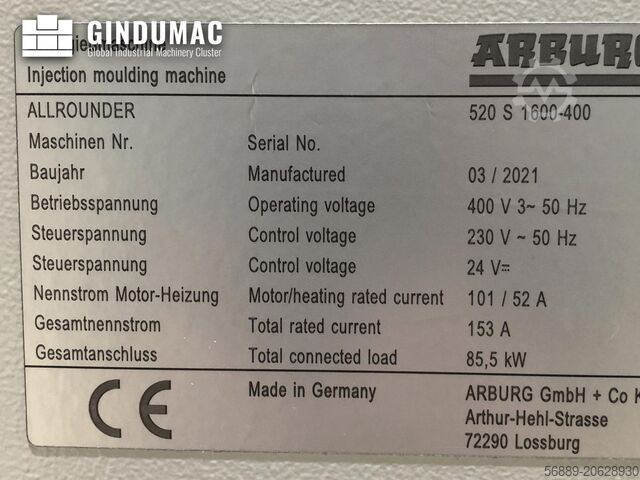 GINDUMAC
Global Industrial Machinery Cluster
ARBURG
Injection moulding machine
ALLROUNDER 520 S 1600-400
Maschinen Nr. Serial No.
Baujahr Manufactured 03 / 2021
Betriebsspannung Operating voltage 400 V 3~ 50 Hz
Steuerspannung Control voltage 230 V ~ 50 Hz
Steuerspannung Control voltage 24 V⎓
Nennstrom Motor-Heizung Motor/heating rated current 101 / 52 A
Gesamtnennstrom Total rated current 153 A
Gesamtanschluss Total connected load 85,5 kW
CE Made in Germany ARBURG GmbH + Co K
Arthur-Hehl-Strasse
72290 Lossburg
56889-20628930